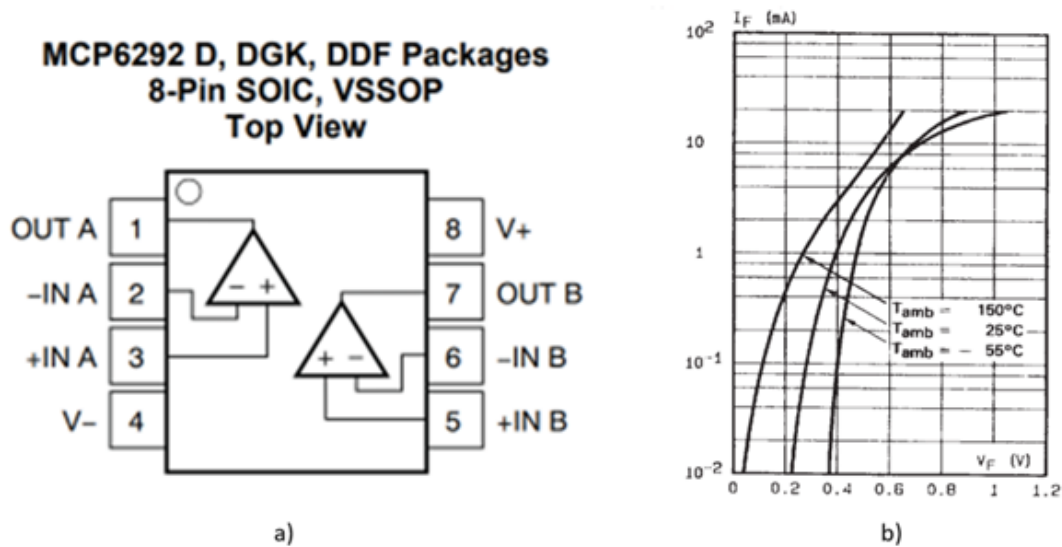 MCP6292 D, DGK, DDF Packages
8-Pin SOIC, VSSOP
Top View
OUT A 1
8 V+
−IN A 2
7 OUT B
+IN A 3
6 −IN B
V− 4
5 +IN B
− +
+ −
a)
I_F (mA)
10²
10
1
10⁻¹
10⁻²
T_amb = 150°C
T_amb = 25°C
T_amb = − 55°C
V_F (V)
0 0.2 0.4 0.6 0.8 1 1.2
b)